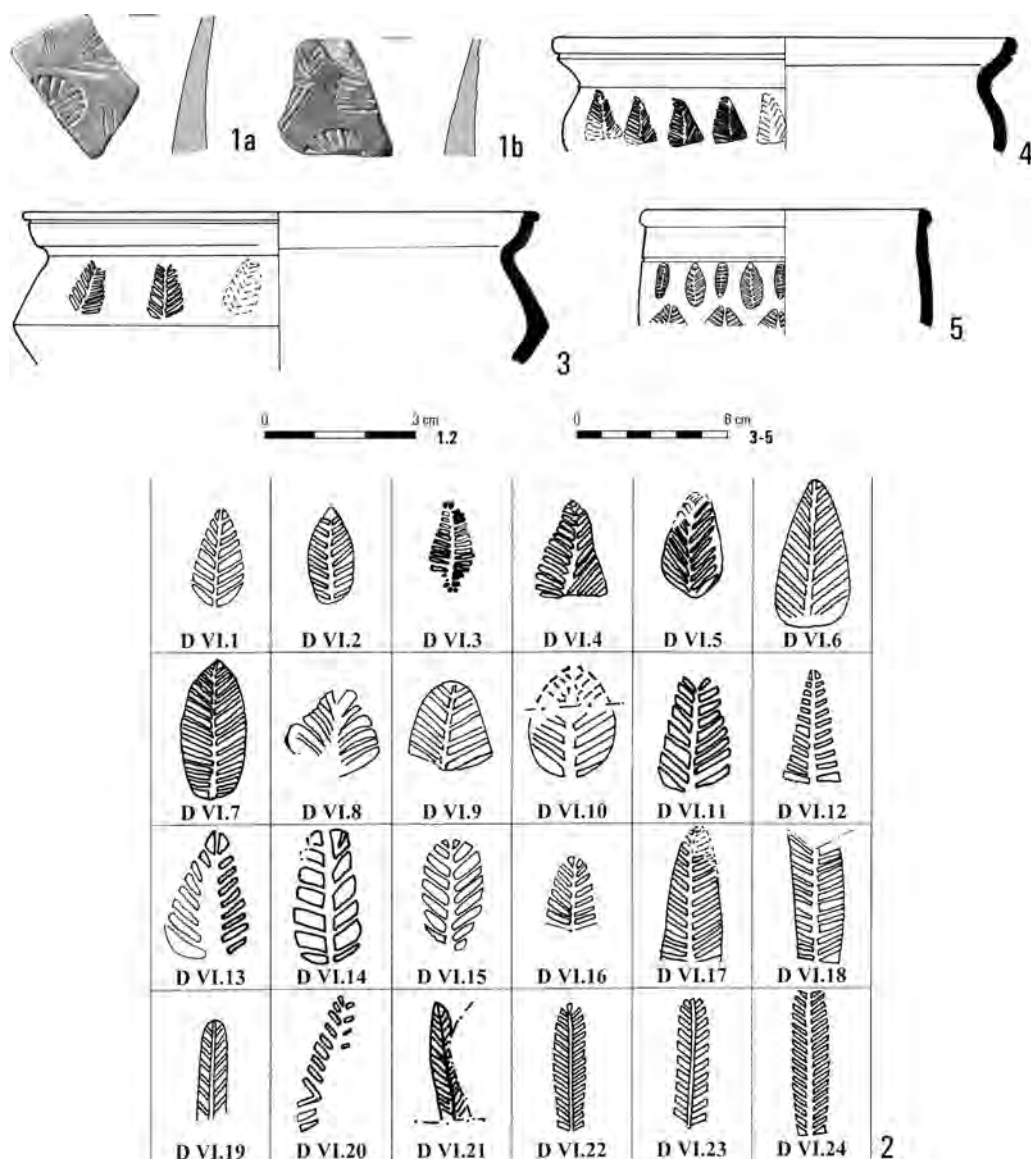 1a
1b
4
3
5
0 3 cm
1.2
0 6 cm
3-5
D VI.1 D VI.2 D VI.3 D VI.4 D VI.5 D VI.6
D VI.7 D VI.8 D VI.9 D VI.10 D VI.11 D VI.12
D VI.13 D VI.14 D VI.15 D VI.16 D VI.17 D VI.18
D VI.19 D VI.20 D VI.21 D VI.22 D VI.23 D VI.24
2